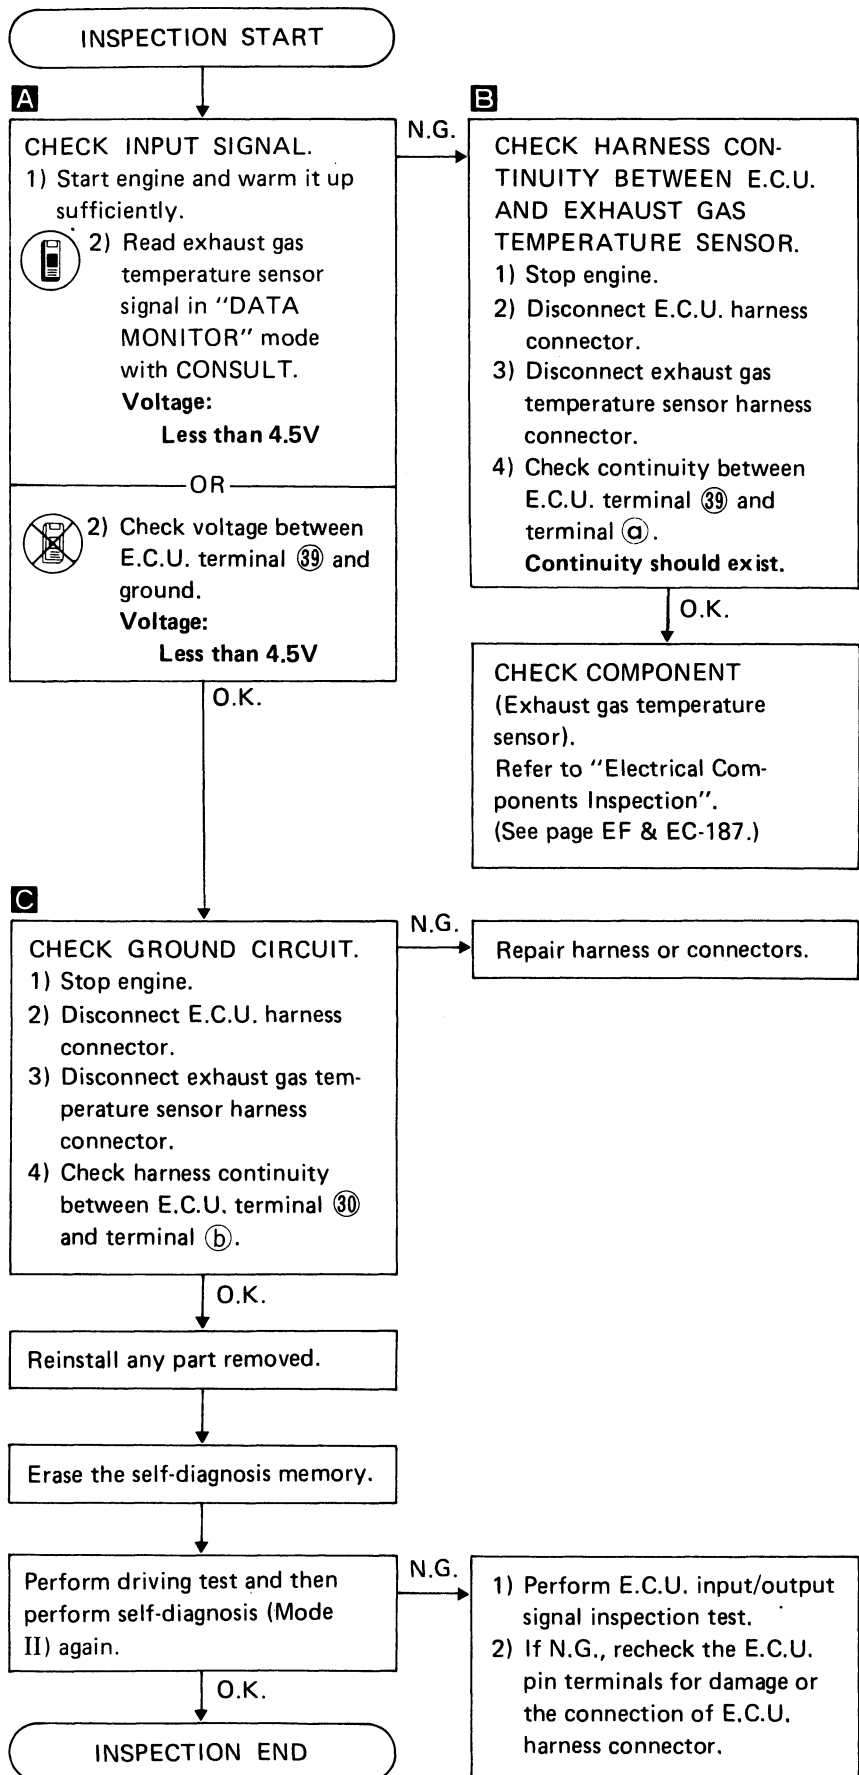 INSPECTION START
A
CHECK INPUT SIGNAL.
1) Start engine and warm it up
sufficiently.
2) Read exhaust gas
temperature sensor
signal in "DATA
MONITOR" mode
with CONSULT.
Voltage:
Less than 4.5V
OR
2) Check voltage between
E.C.U. terminal ㊴ and
ground.
Voltage:
Less than 4.5V
N.G.
B
CHECK HARNESS CON-
TINUITY BETWEEN E.C.U.
AND EXHAUST GAS
TEMPERATURE SENSOR.
1) Stop engine.
2) Disconnect E.C.U. harness
connector.
3) Disconnect exhaust gas
temperature sensor harness
connector.
4) Check continuity between
E.C.U. terminal ㊴ and
terminal ⓐ.
Continuity should exist.
O.K.
CHECK COMPONENT
(Exhaust gas temperature
sensor).
Refer to "Electrical Com-
ponents Inspection".
(See page EF & EC-187.)
O.K.
C
CHECK GROUND CIRCUIT.
1) Stop engine.
2) Disconnect E.C.U. harness
connector.
3) Disconnect exhaust gas tem-
perature sensor harness
connector.
4) Check harness continuity
between E.C.U. terminal ㉚
and terminal ⓑ.
N.G.
Repair harness or connectors.
O.K.
Reinstall any part removed.
Erase the self-diagnosis memory.
Perform driving test and then
perform self-diagnosis (Mode
II) again.
N.G.
1) Perform E.C.U. input/output
signal inspection test.
2) If N.G., recheck the E.C.U.
pin terminals for damage or
the connection of E.C.U.
harness connector.
O.K.
INSPECTION END